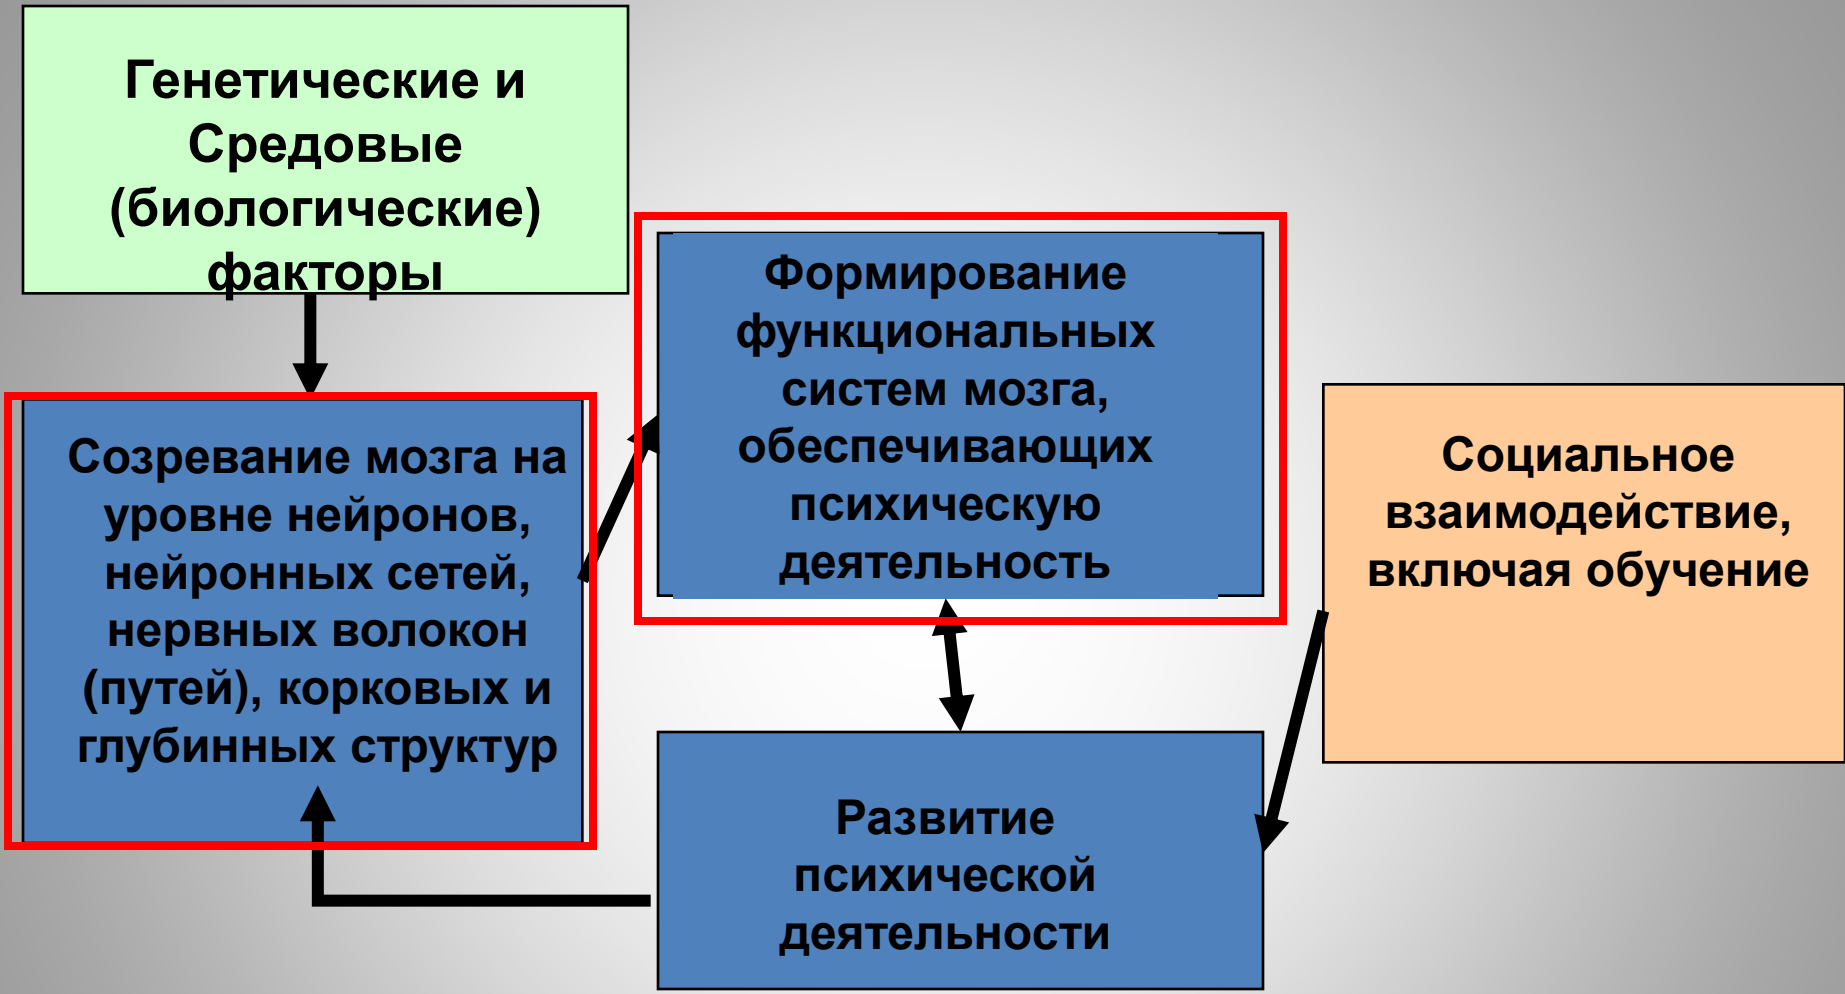 Генетические и
Средовые
(биологические)
факторы
Формирование
функциональных
систем мозга,
обеспечивающих
психическую
деятельность
Созревание мозга на
уровне нейронов,
нейронных сетей,
нервных волокон
(путей), корковых и
глубинных структур
Социальное
взаимодействие,
включая обучение
Развитие
психической
деятельности